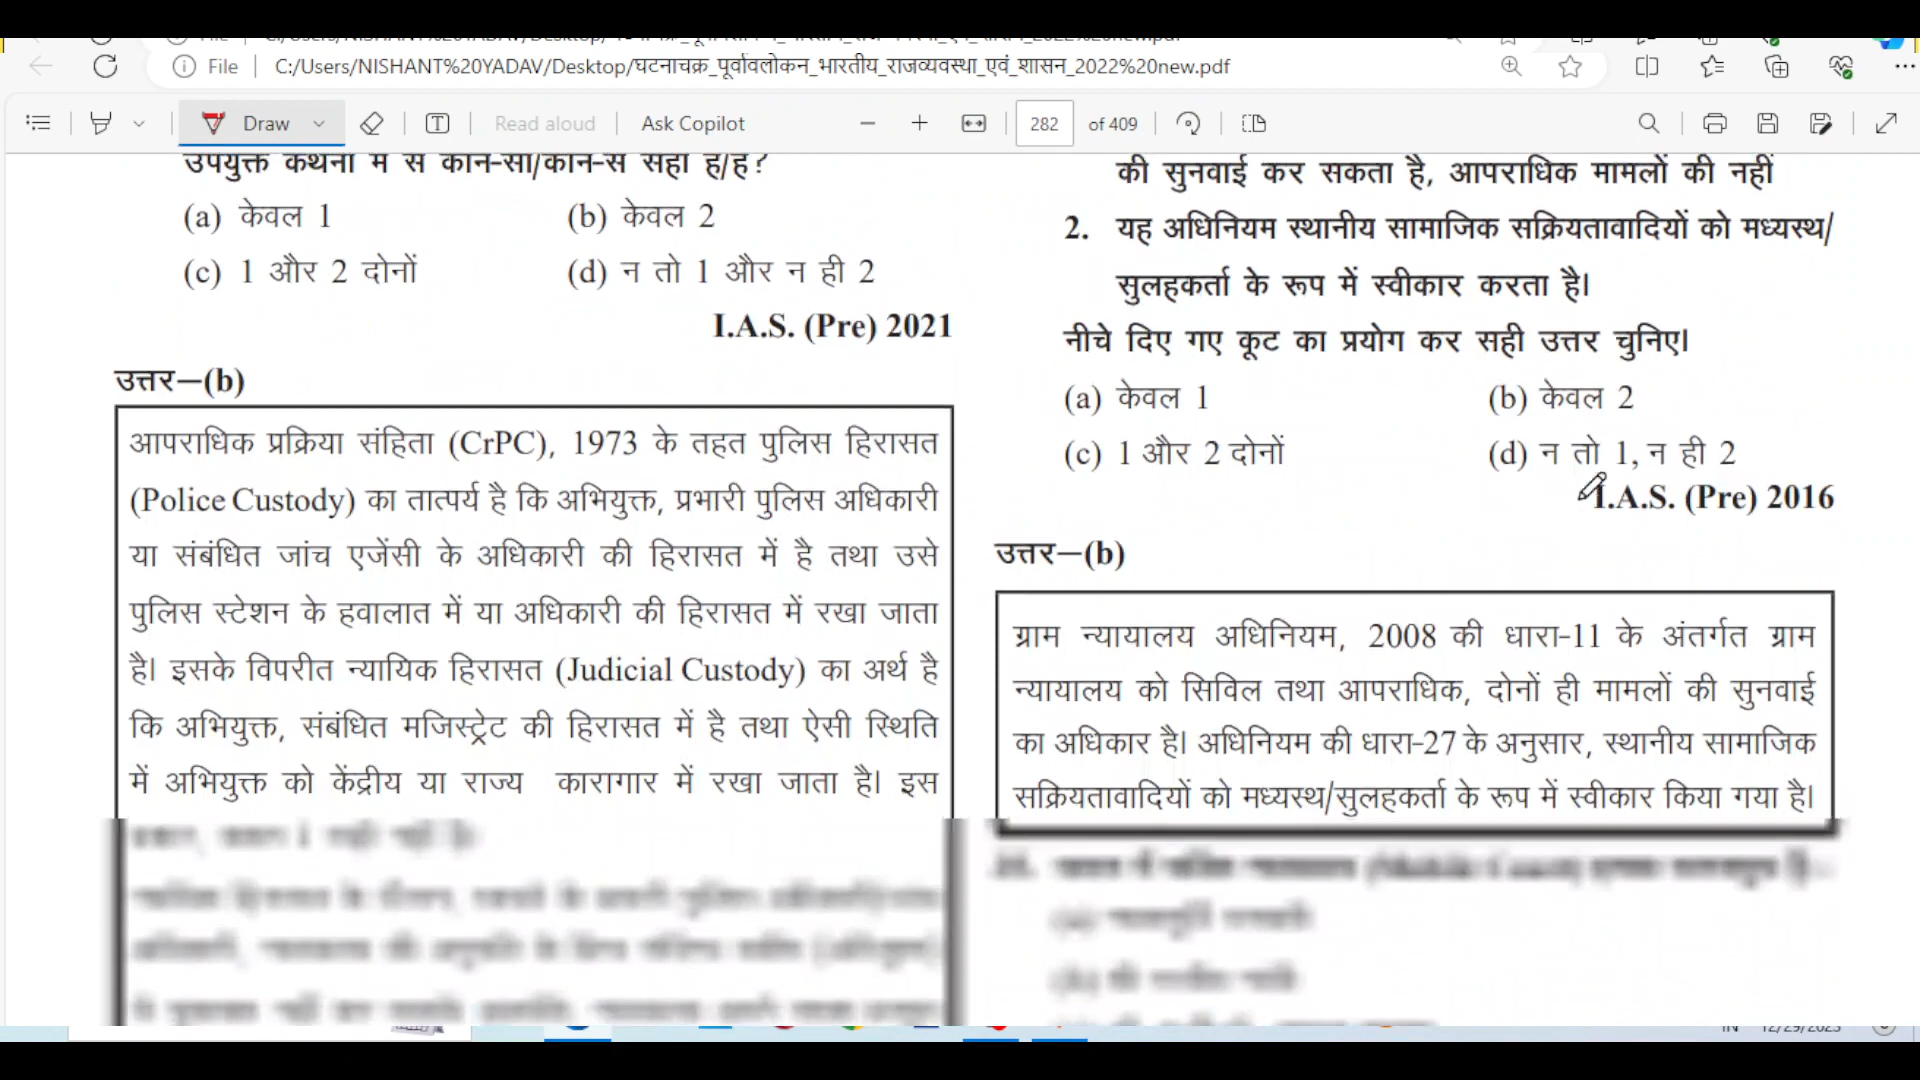 File
C:/Users/NISHANT%20YADAV/Desktop/घटनाचक्र_पूर्वावलोकन_भारतीय_राजव्यवस्था_एवं_शासन_2022%20new.pdf
Draw
Read aloud
Ask Copilot
282 of 409
उपर्युक्त कथनों में से कौन-सा/कौन-से सही है/हैं?
(a) केवल 1
(b) केवल 2
(c) 1 और 2 दोनों
(d) न तो 1 और न ही 2
I.A.S. (Pre) 2021
उत्तर—(b)
आपराधिक प्रक्रिया संहिता (CrPC), 1973 के तहत पुलिस हिरासत
(Police Custody) का तात्पर्य है कि अभियुक्त, प्रभारी पुलिस अधिकारी
या संबंधित जांच एजेंसी के अधिकारी की हिरासत में है तथा उसे
पुलिस स्टेशन के हवालात में या अधिकारी की हिरासत में रखा जाता
है। इसके विपरीत न्यायिक हिरासत (Judicial Custody) का अर्थ है
कि अभियुक्त, संबंधित मजिस्ट्रेट की हिरासत में है तथा ऐसी स्थिति
में अभियुक्त को केंद्रीय या राज्य कारागार में रखा जाता है। इस
की सुनवाई कर सकता है, आपराधिक मामलों की नहीं
2. यह अधिनियम स्थानीय सामाजिक सक्रियतावादियों को मध्यस्थ/
सुलहकर्ता के रूप में स्वीकार करता है।
नीचे दिए गए कूट का प्रयोग कर सही उत्तर चुनिए।
(a) केवल 1
(b) केवल 2
(c) 1 और 2 दोनों
(d) न तो 1, न ही 2
I.A.S. (Pre) 2016
उत्तर—(b)
ग्राम न्यायालय अधिनियम, 2008 की धारा-11 के अंतर्गत ग्राम
न्यायालय को सिविल तथा आपराधिक, दोनों ही मामलों की सुनवाई
का अधिकार है। अधिनियम की धारा-27 के अनुसार, स्थानीय सामाजिक
सक्रियतावादियों को मध्यस्थ/सुलहकर्ता के रूप में स्वीकार किया गया है।
IN 12/29/2023